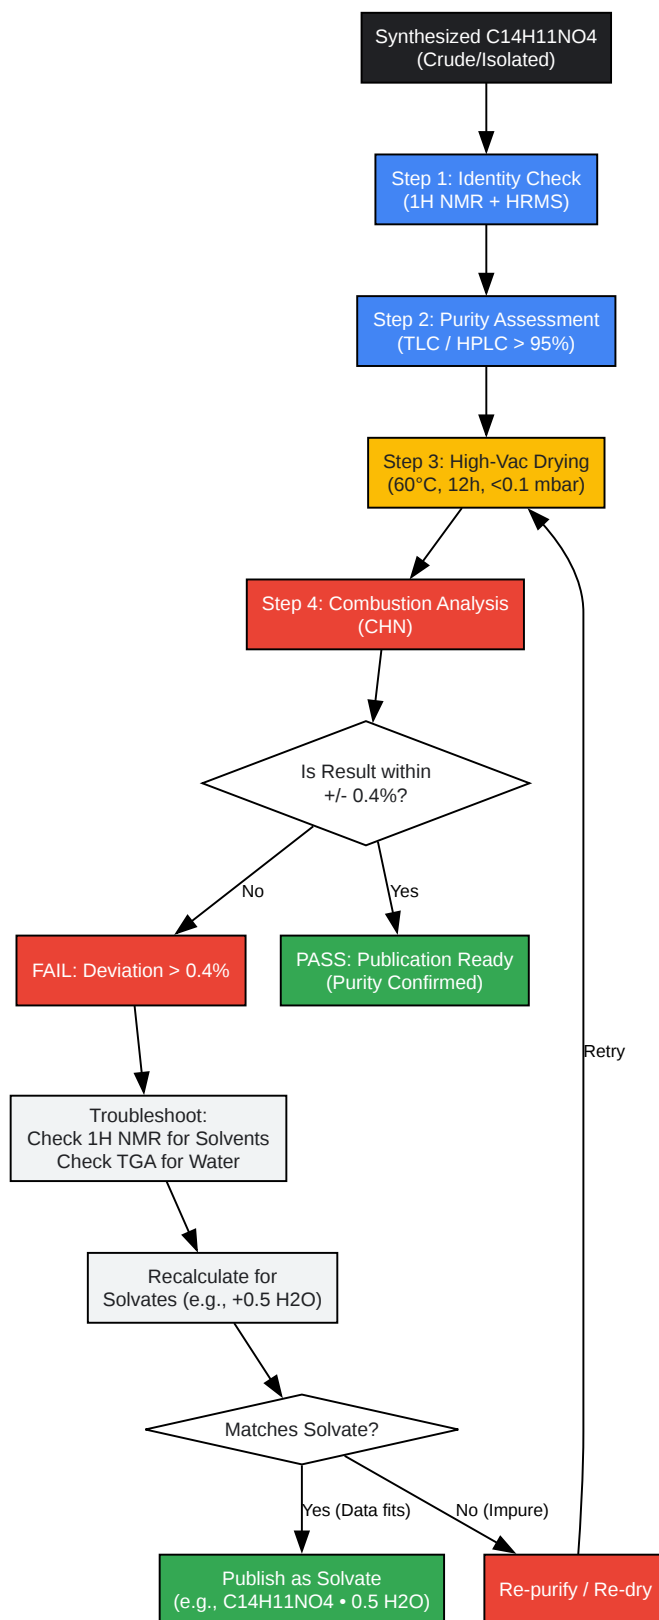 Synthesized C14H11NO4
(Crude/Isolated)
Step 1: Identity Check
(1H NMR + HRMS)
Step 2: Purity Assessment
(TLC / HPLC > 95%)
Step 3: High-Vac Drying
(60°C, 12h, <0.1 mbar)
Step 4: Combustion Analysis
(CHN)
Is Result within
+/- 0.4%?
No
Yes
FAIL: Deviation > 0.4%
PASS: Publication Ready
(Purity Confirmed)
Retry
Troubleshoot:
Check 1H NMR for Solvents
Check TGA for Water
Recalculate for
Solvates (e.g., +0.5 H2O)
Matches Solvate?
Yes (Data fits)
No (Impure)
Publish as Solvate
(e.g., C14H11NO4 • 0.5 H2O)
Re-purify / Re-dry